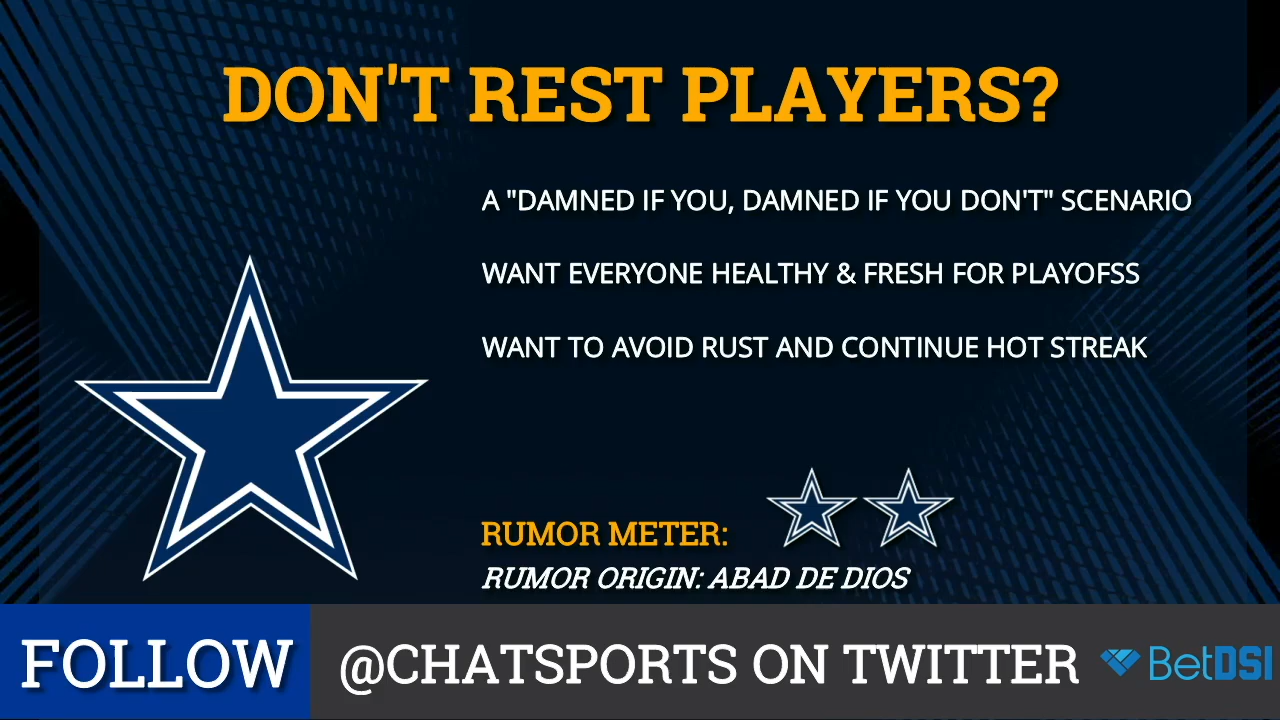 DON'T REST PLAYERS?
A "DAMNED IF YOU, DAMNED IF YOU DON'T" SCENARIO
WANT EVERYONE HEALTHY & FRESH FOR PLAYOFSS
WANT TO AVOID RUST AND CONTINUE HOT STREAK
RUMOR METER:
RUMOR ORIGIN: ABAD DE DIOS
FOLLOW @CHATSPORTS ON TWITTER BetDSI